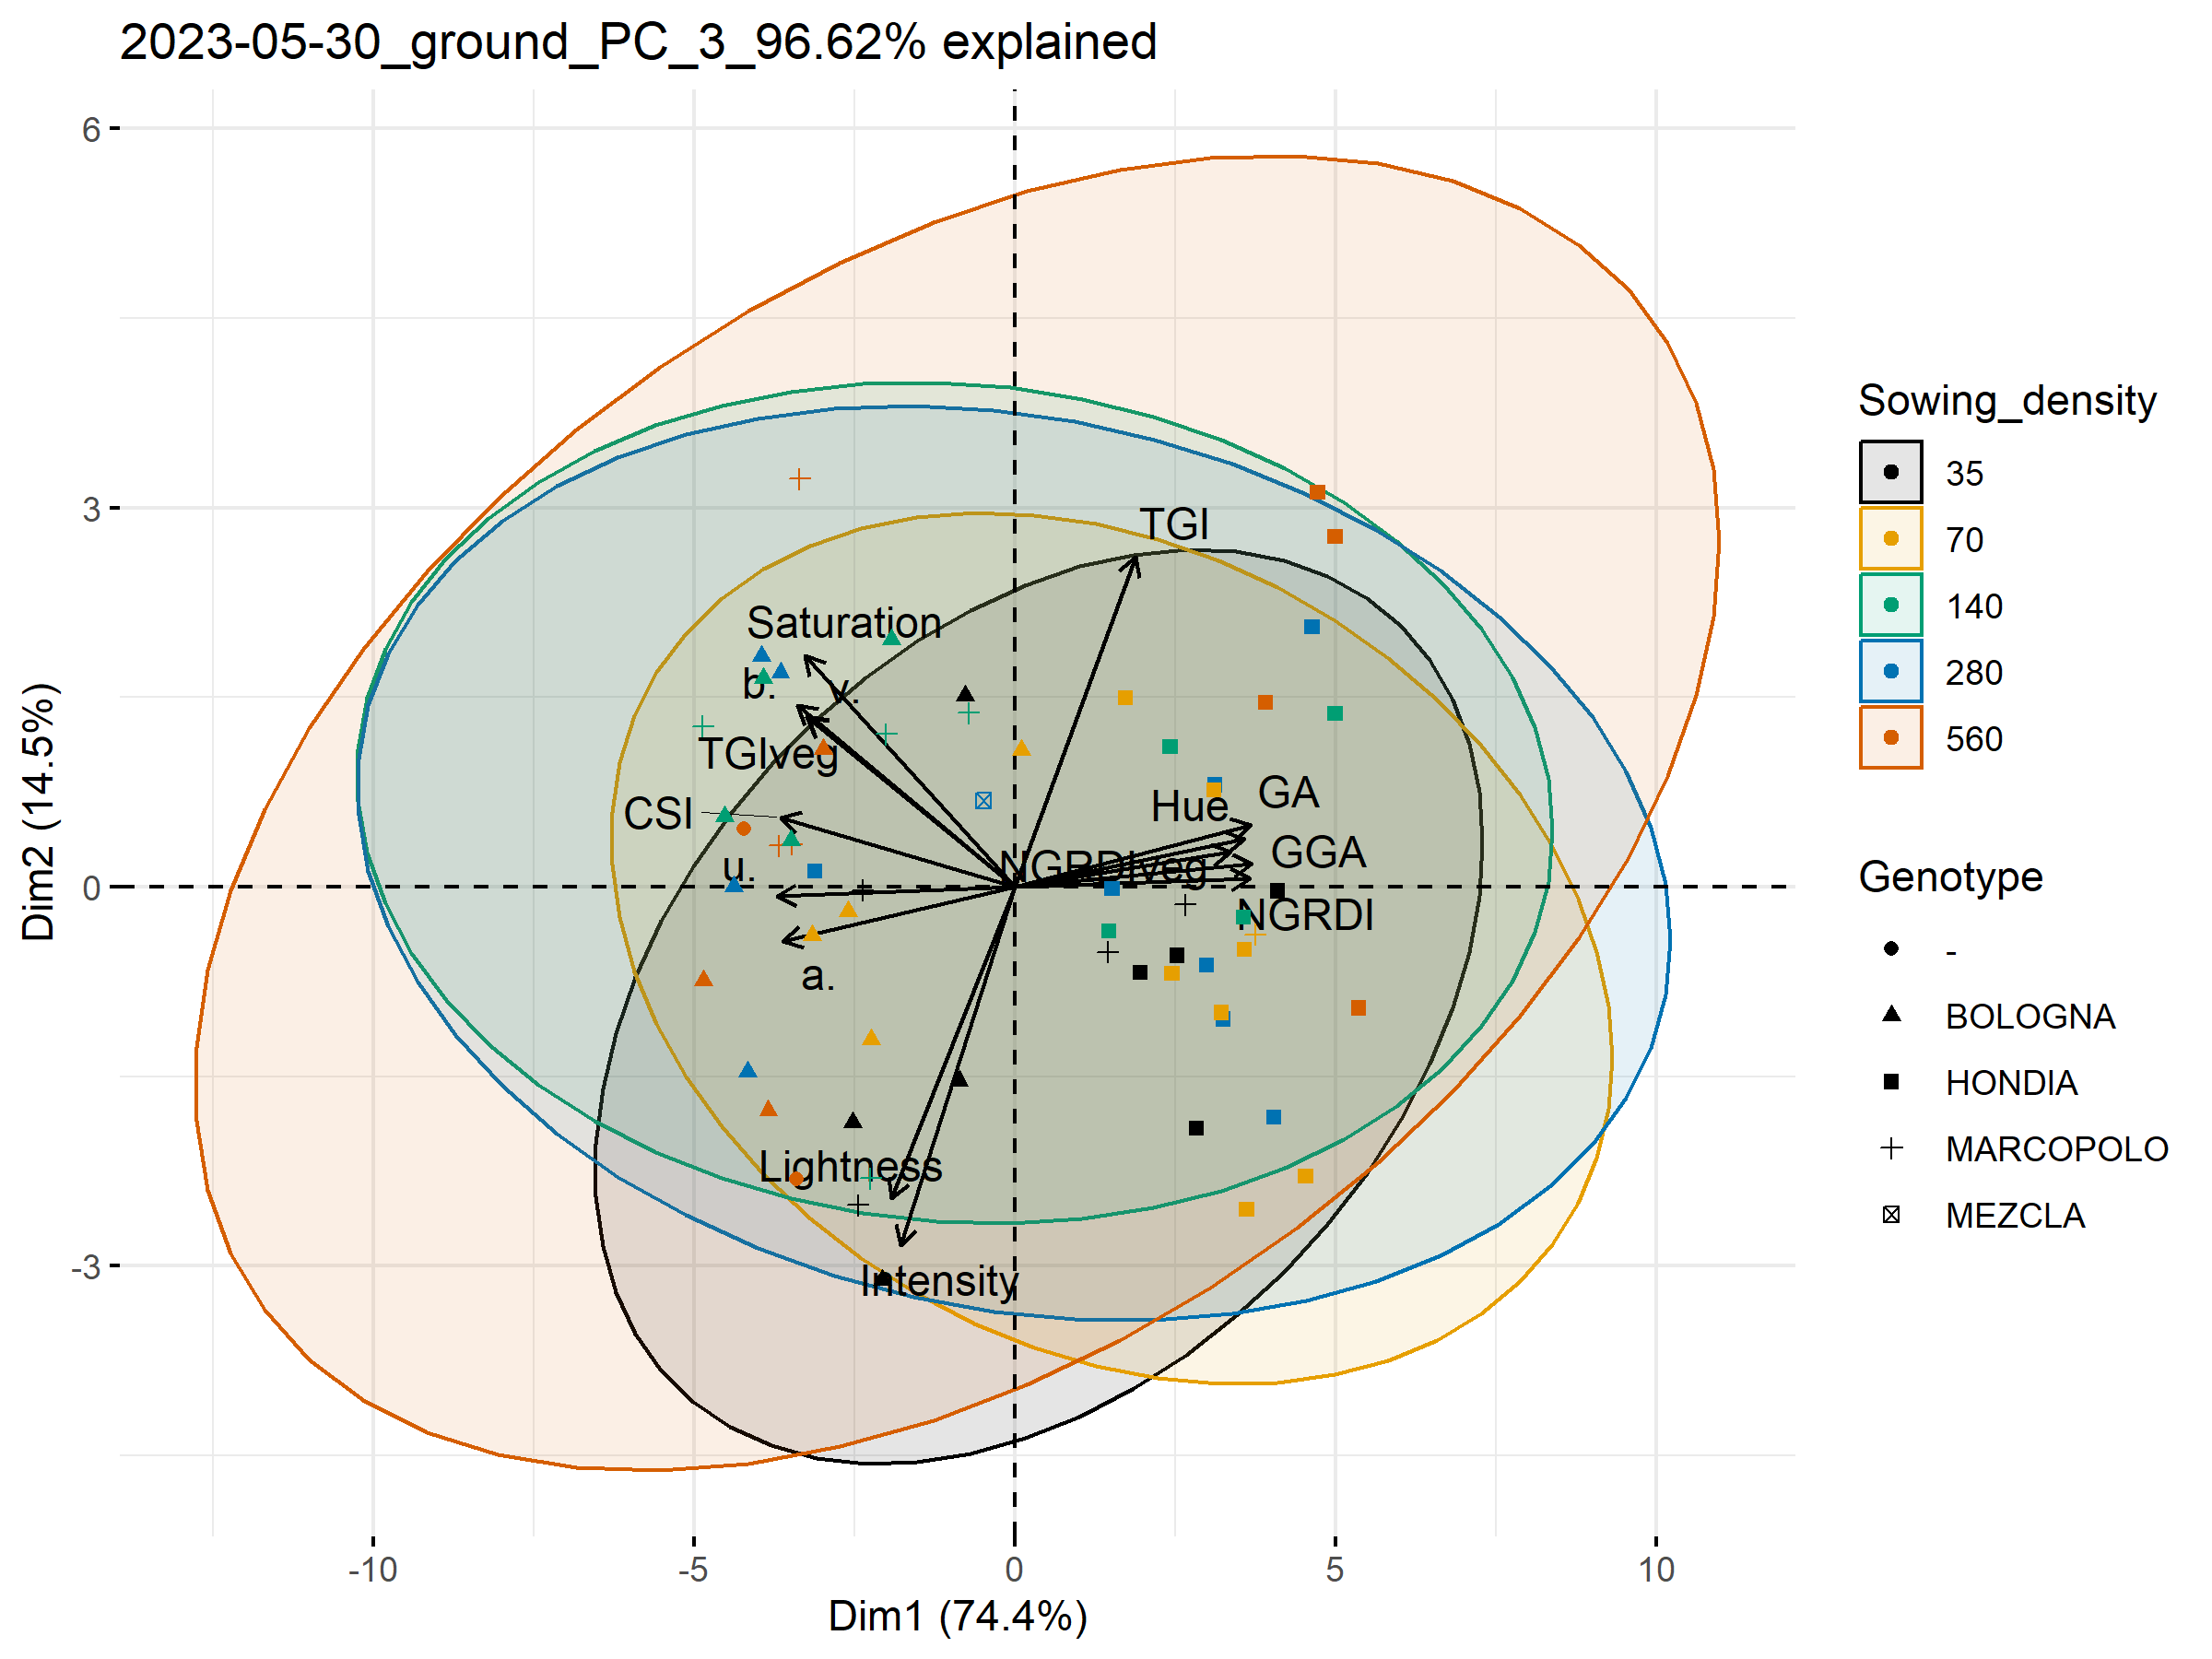 2023-05-30_ground_PC_3_96.62% explained
6
3
0
-3
Dim2 (14.5%)
-10
-5
0
5
10
Dim1 (74.4%)
TGI
Saturation
b.
v.
TGIveg
CSI
u.
a.
Hue
GA
NGRDIveg
GGA
NGRDI
Lightness
Intensity
Sowing_density
35
70
140
280
560
Genotype
-
BOLOGNA
HONDIA
MARCOPOLO
MEZCLA